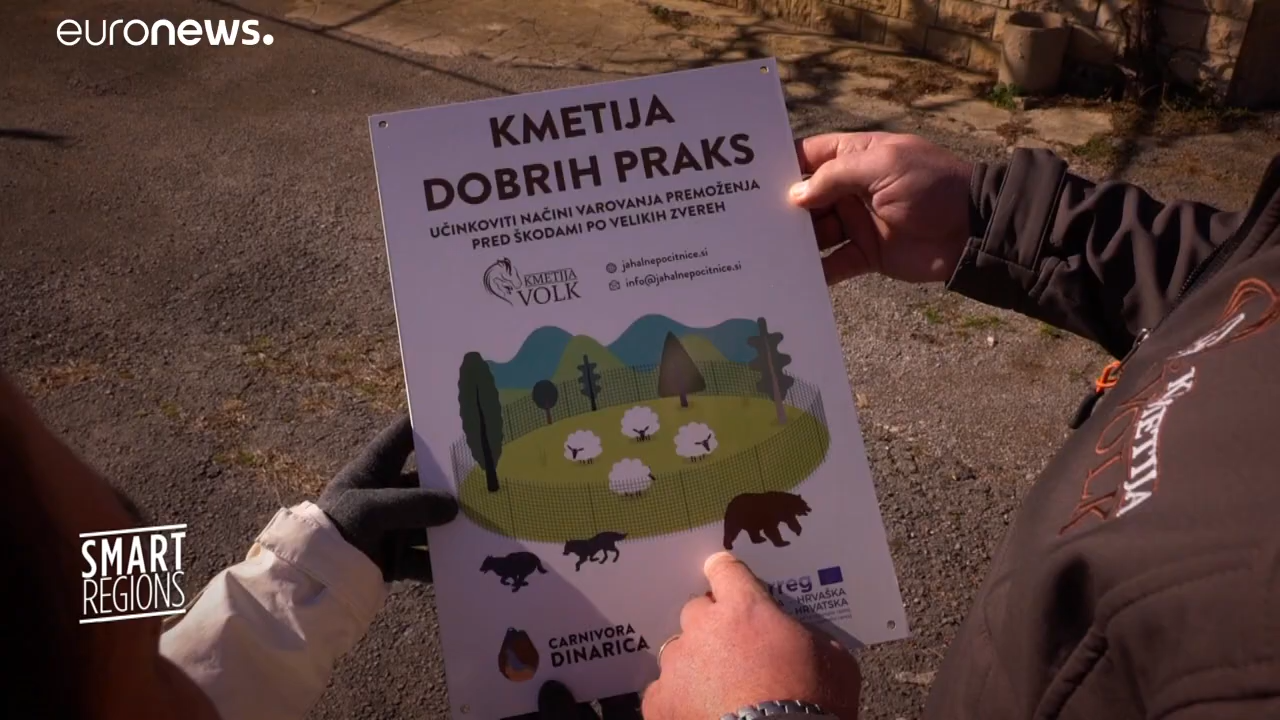 euronews.
KMETIJA
DOBRIH PRAKS
UČINKOVITI NAČINI VAROVANJA PREMOŽENJA
PRED ŠKODAMI PO VELIKIH ZVEREH
KMETIJA
VOLK
jahalnepocitnice.si
info@jahalnepocitnice.si
KMETIJA
VOLK
SMART
REGIONS
HRVAŠKA
HRVATSKA
CARNIVORA
DINARICA